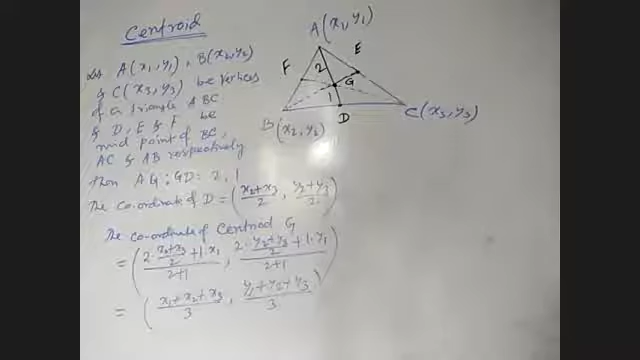 Centroid
Let A(x₁,y₁), B(x₂,y₂)
& C(x₃,y₃) be vertices
of a triangle ABC
& D, E & F be
mid point of BC,
AC & AB respectively
then AG:GD = 2:1
The co-ordinate of D = (x₂+x₃/2, y₂+y₃/2)
The co-ordinate of Centroid G
= (2·x₂+x₃/2+1·x₁/2+1, 2·y₂+y₃/2+1·y₁/2+1)
= (x₁+x₂+x₃/3, y₁+y₂+y₃/3)
A(x₁,y₁)
E
F
2
G
1
B(x₂,y₂)
D
C(x₃,y₃)